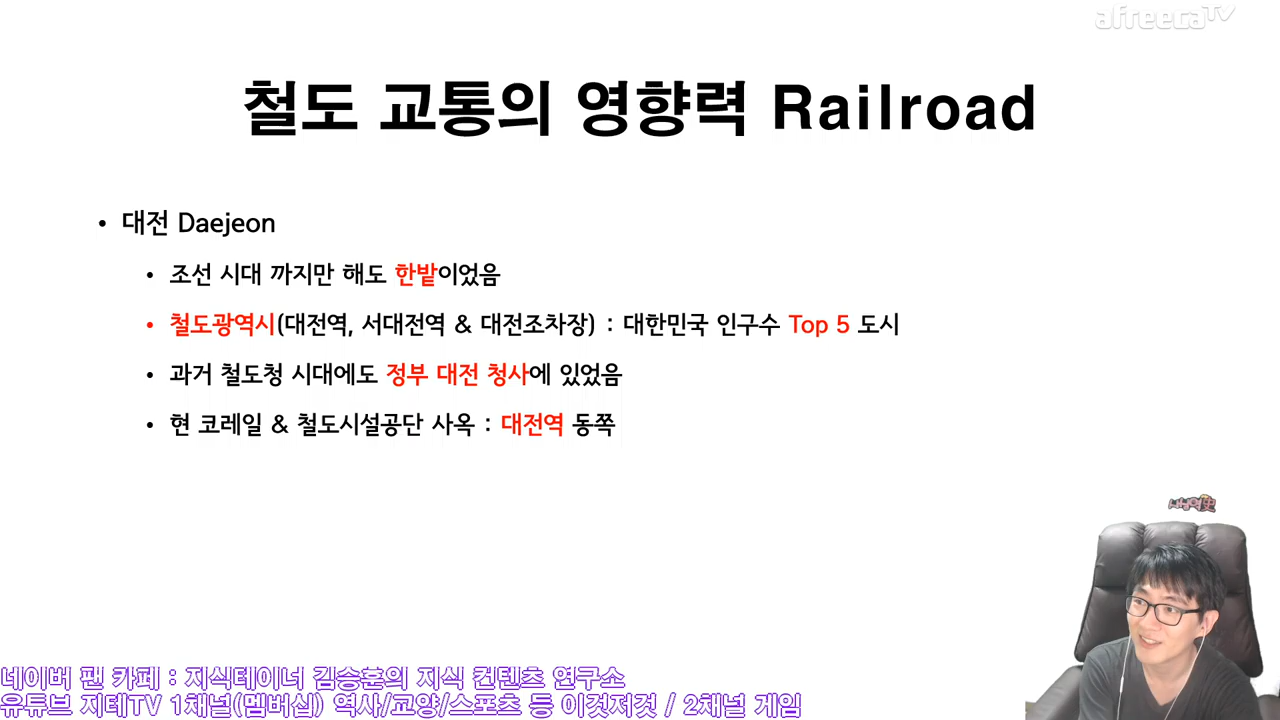 afreecaTV
철도 교통의 영향력 Railroad
• 대전 Daejeon
• 조선 시대 까지만 해도 한밭이었음
• 철도광역시(대전역, 서대전역 & 대전조차장) : 대한민국 인구수 Top 5 도시
• 과거 철도청 시대에도 정부 대전 청사에 있었음
• 현 코레일 & 철도시설공단 사옥 : 대전역 동쪽
네이버 팬 카페 : 지식테이너 김승훈의 지식 컨텐츠 연구소
유튜브 지테TV 1채널(멤버십) 역사/교양/스포츠 등 이것저것 / 2채널 게임